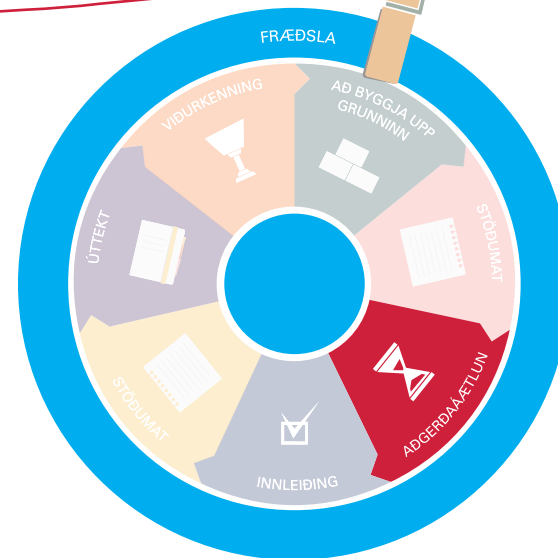 FRÆÐSLA
AÐ BYGGJA UPP
GRUNNINN
STÖÐUMAT
AÐGERÐAÁÆTLUN
INNLEIÐING
STÖÐUMAT
ÚTTEKT
VIÐURKENNING